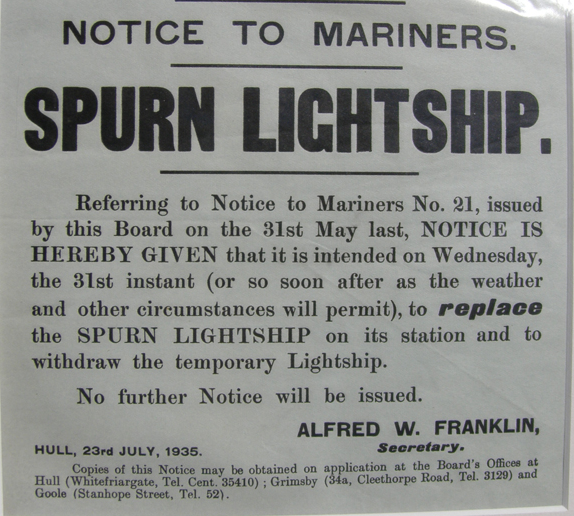 NOTICE TO MARINERS.
SPURN LIGHTSHIP.
Referring to Notice to Mariners No. 21, issued
by this Board on the 31st May last, NOTICE IS
HEREBY GIVEN that it is intended on Wednesday,
the 31st instant (or so soon after as the weather
and other circumstances will permit), to replace
the SPURN LIGHTSHIP on its station and to
withdraw the temporary Lightship.
No further Notice will be issued.
ALFRED W. FRANKLIN,
Secretary.
HULL, 23rd JULY, 1935.
Copies of this Notice may be obtained on application at the Board's Offices at
Hull (Whitefriargate, Tel. Cent. 35410) ; Grimsby (34a, Cleethorpe Road, Tel. 3129) and
Goole (Stanhope Street, Tel. 52).